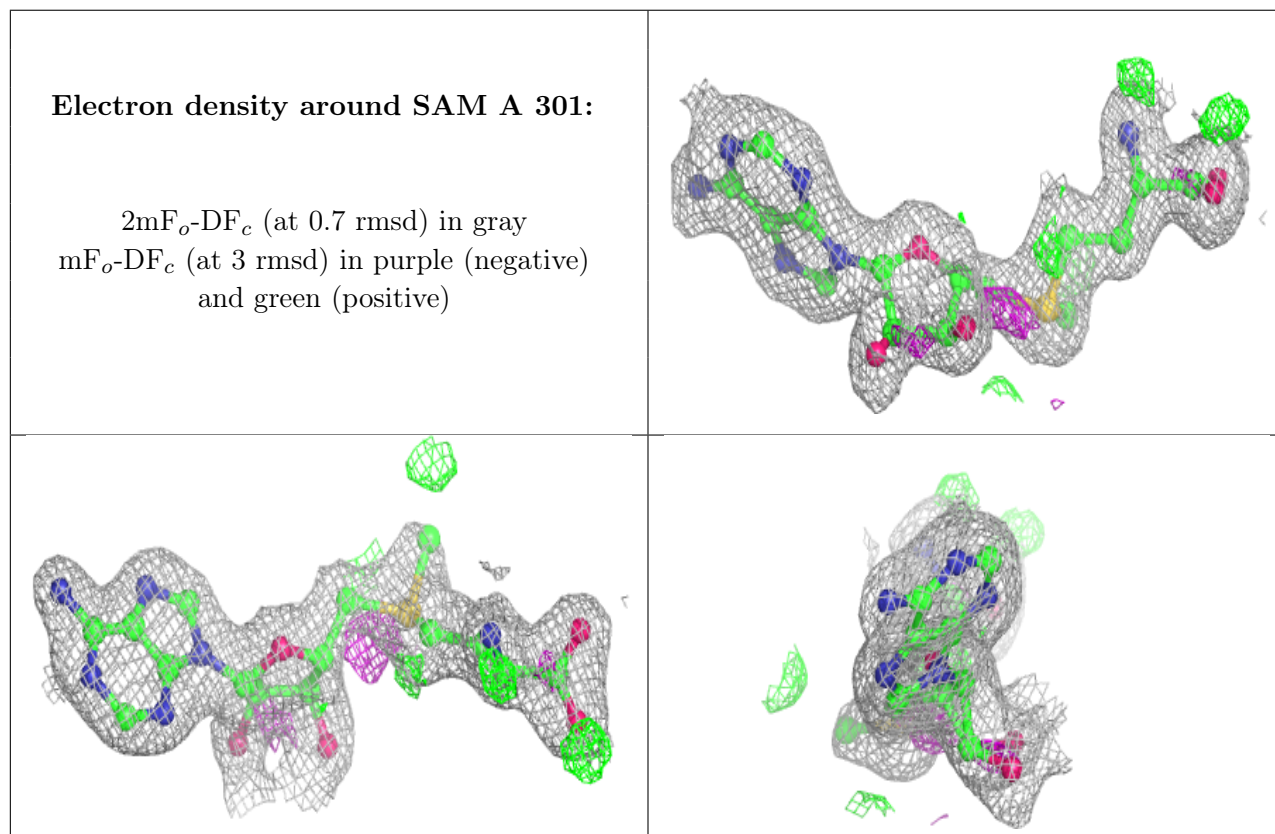 Electron density around SAM A 301:
2mFo-DFc (at 0.7 rmsd) in gray
mFo-DFc (at 3 rmsd) in purple (negative)
and green (positive)